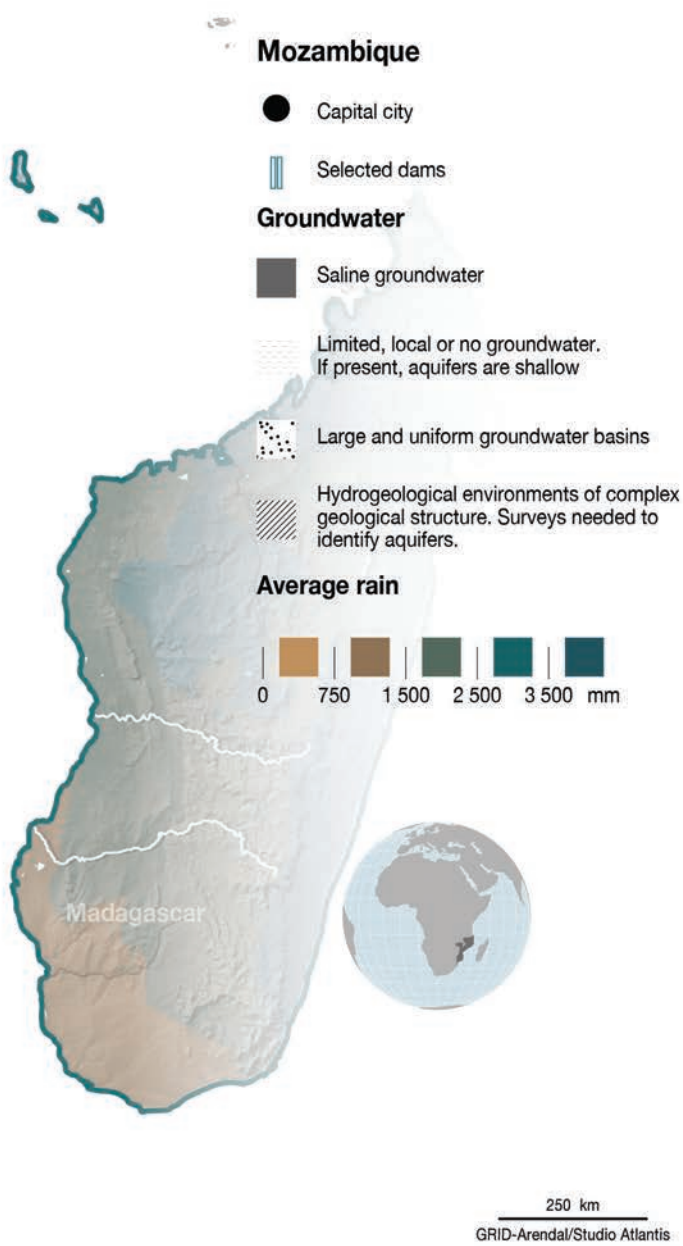 Mozambique
Capital city
Selected dams
Groundwater
Saline groundwater
Limited, local or no groundwater.
If present, aquifers are shallow
Large and uniform groundwater basins
Hydrogeological environments of complex
geological structure. Surveys needed to
identify aquifers.
Average rain
0 750 1 500 2 500 3 500 mm
Madagascar
250 km
GRID-Arendal/Studio Atlantis